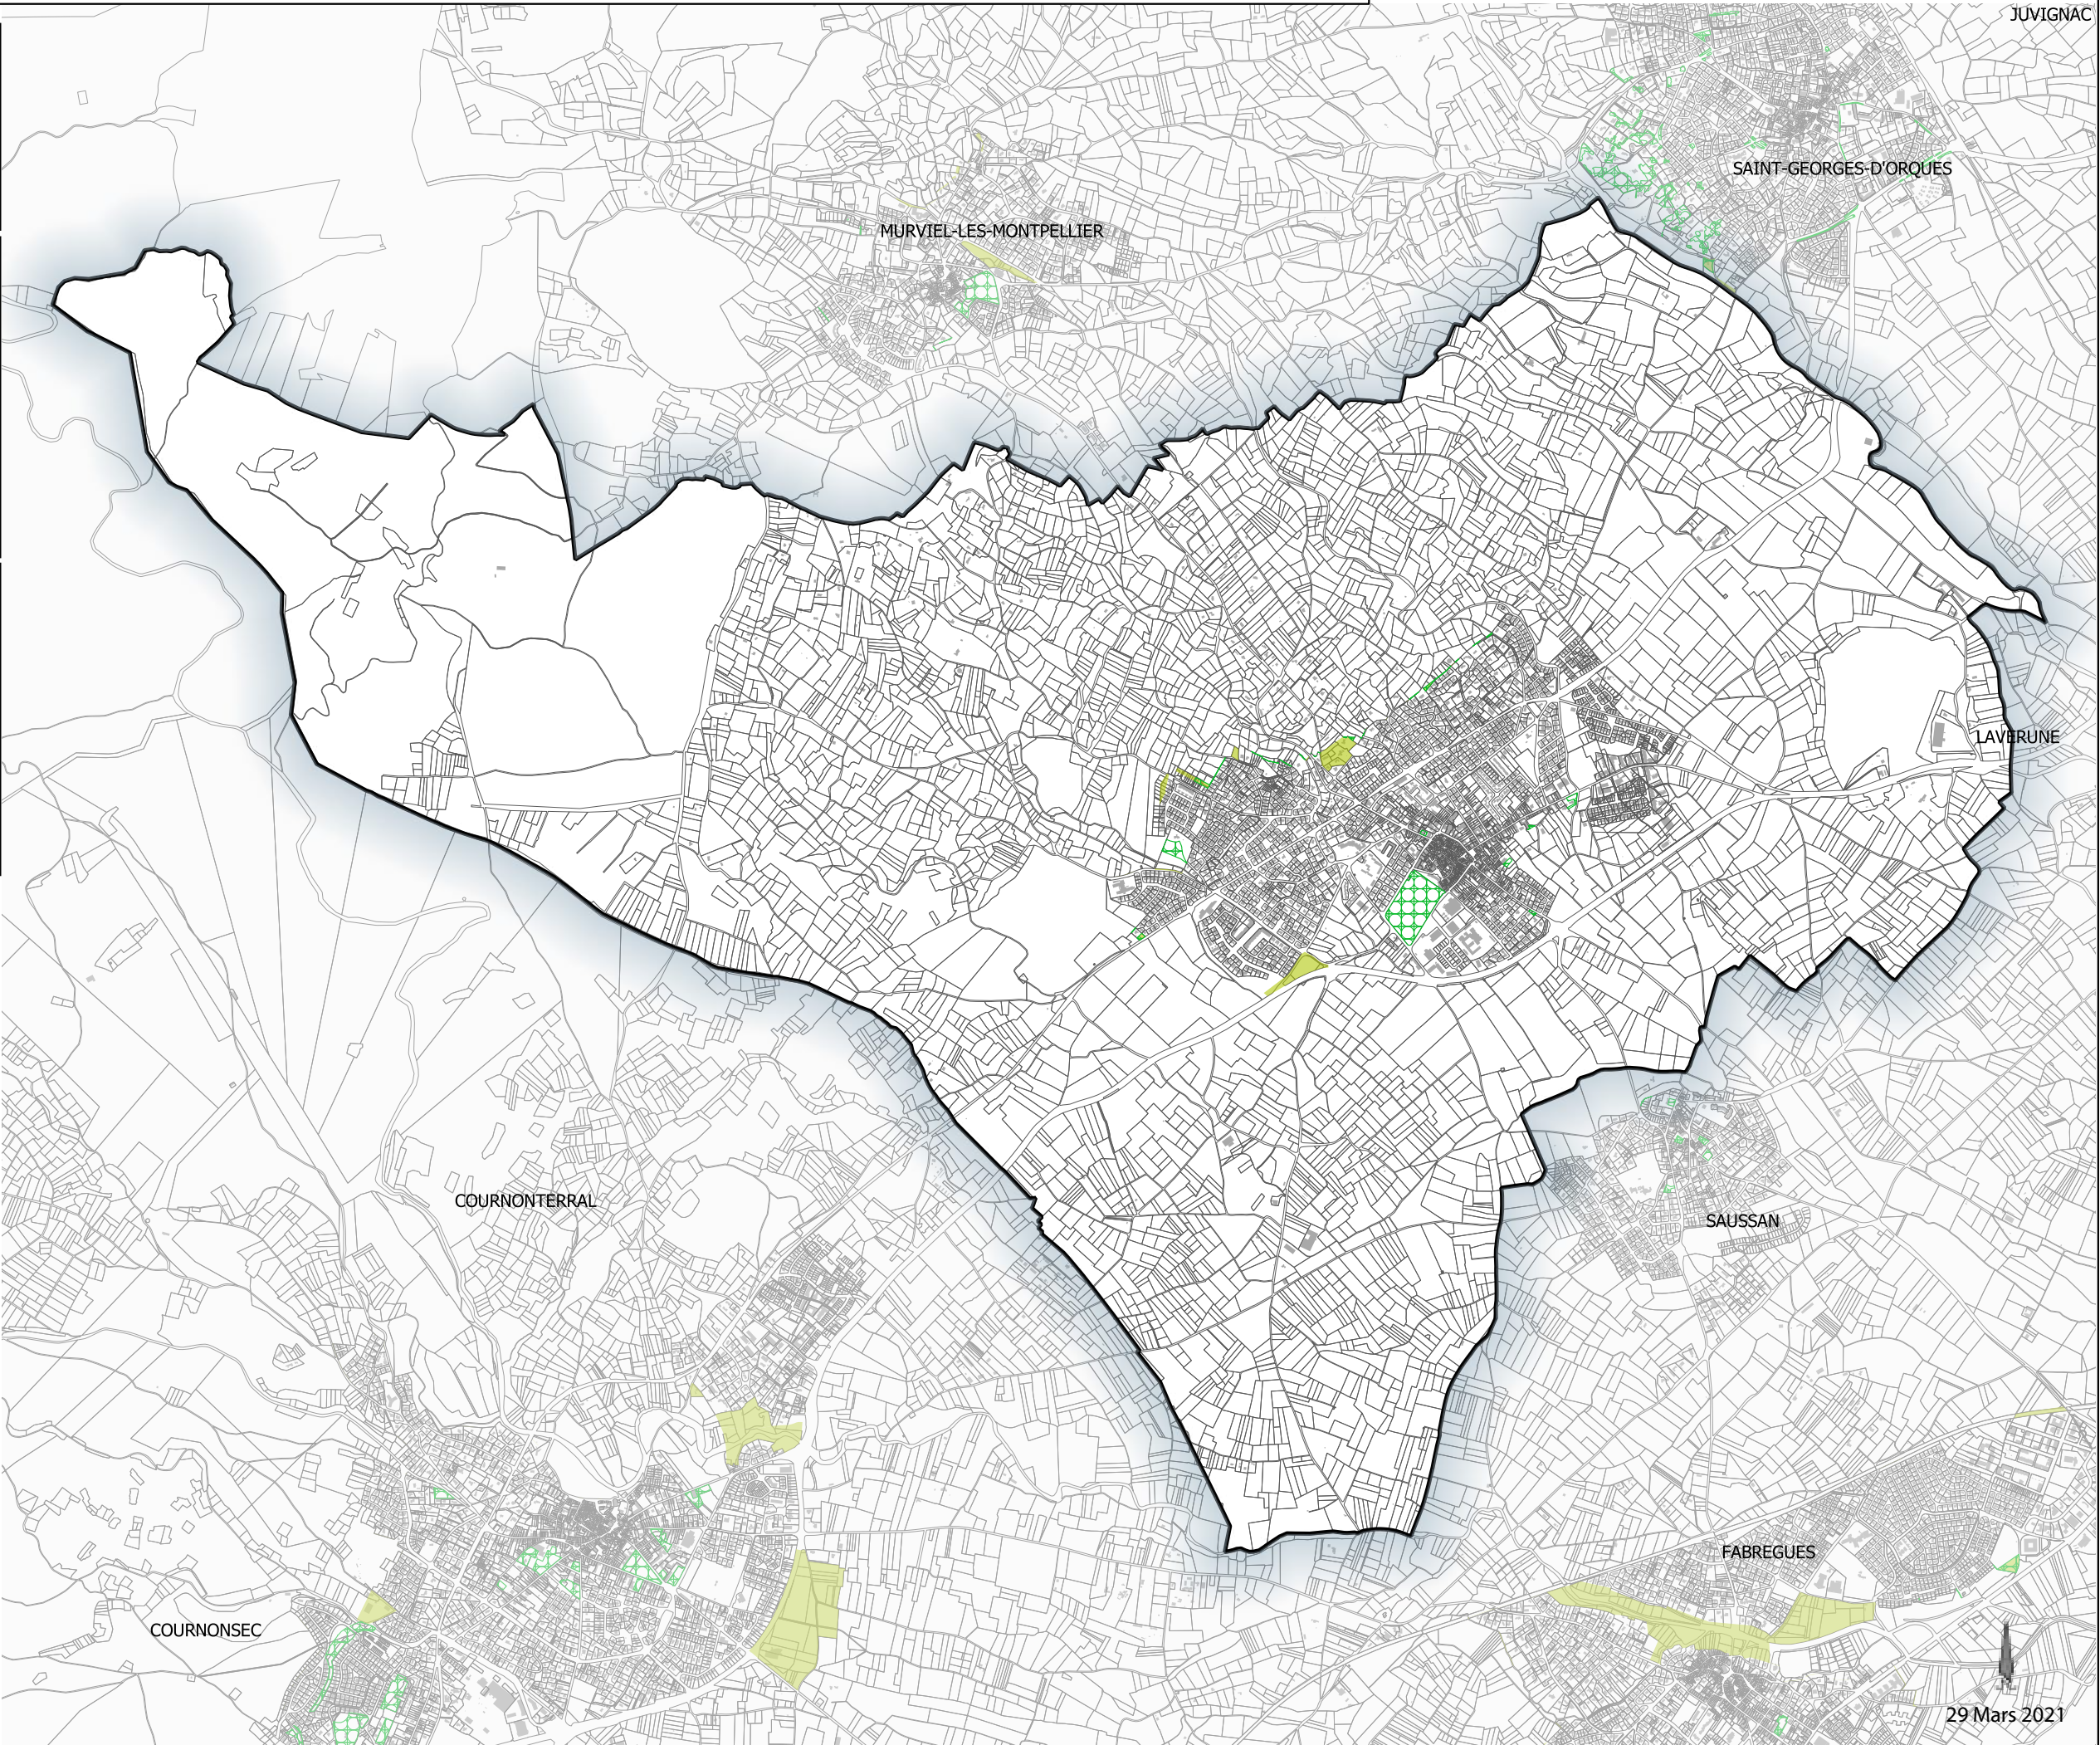 JUVIGNAC
SAINT-GEORGES-D'ORQUES
MURVIEL-LES-MONTPELLIER
LAVERUNE
COURNONTERRAL
SAUSSAN
FABREGUES
COURNONSEC
29 Mars 2021